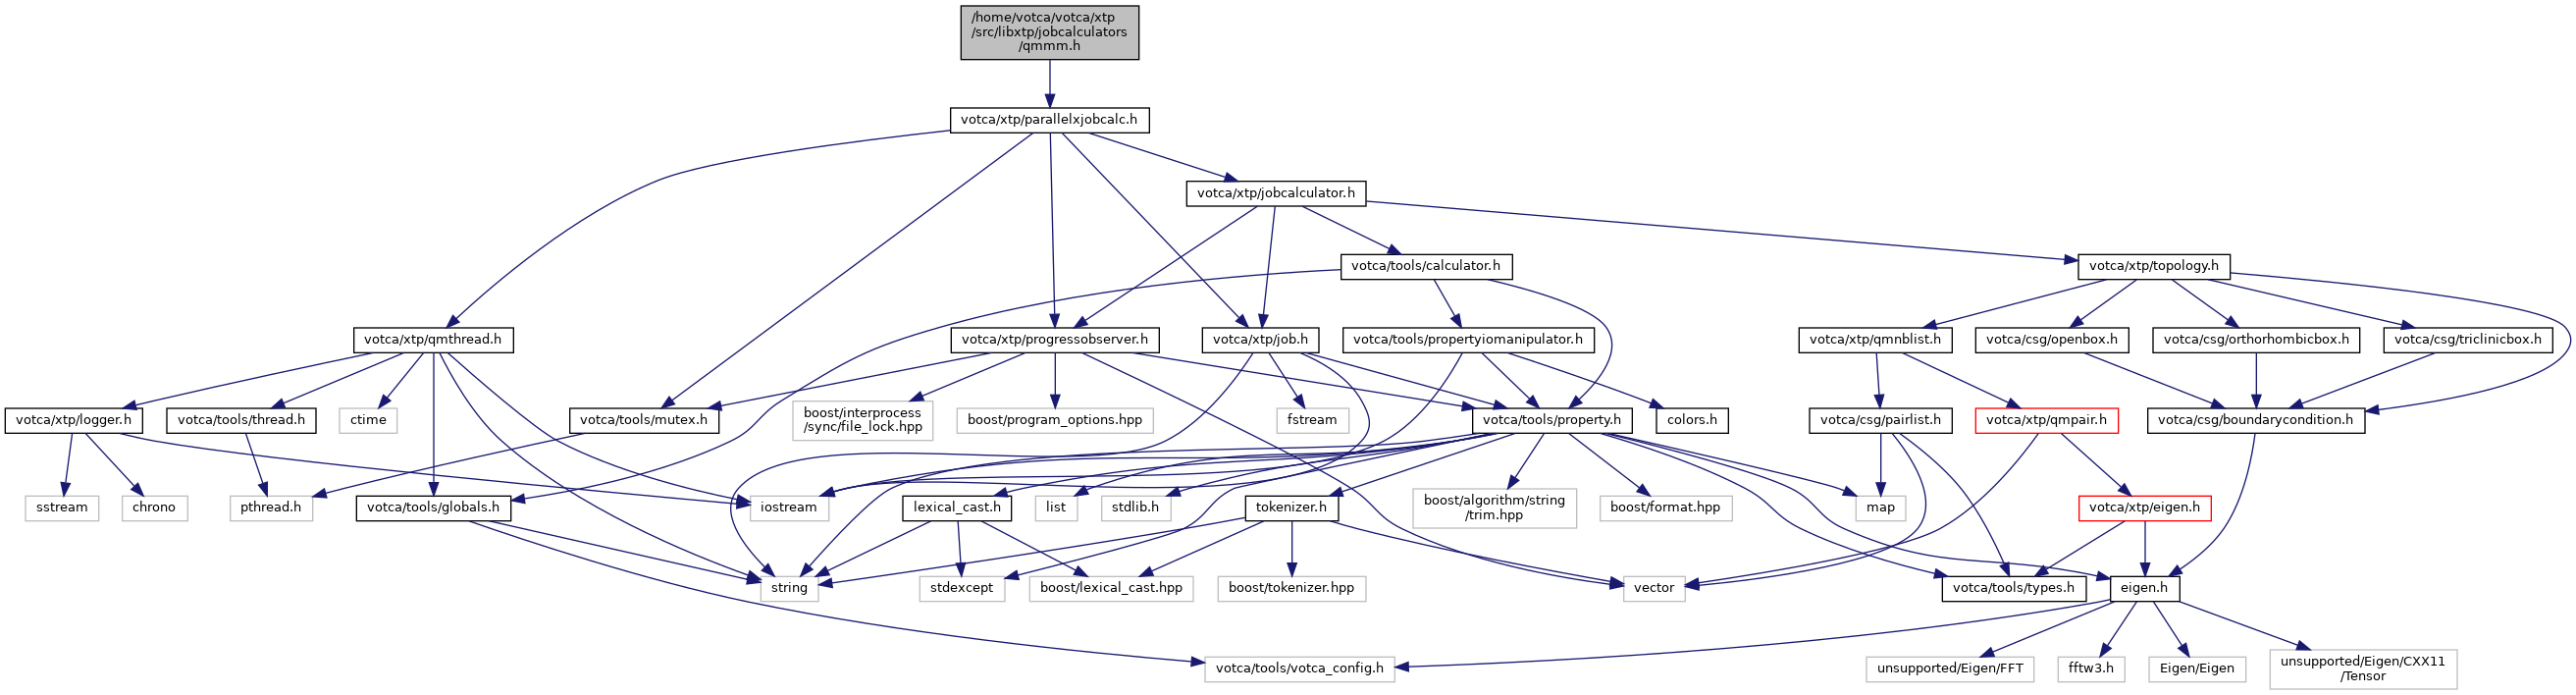 /home/votca/votca/xtp
/src/libxtp/jobcalculators
/qmmm.h
votca/xtp/parallelxjobcalc.h
votca/xtp/jobcalculator.h
votca/tools/calculator.h
votca/xtp/topology.h
votca/xtp/qmthread.h
votca/xtp/progressobserver.h
votca/xtp/job.h
votca/tools/propertyiomanipulator.h
votca/xtp/qmnblist.h
votca/csg/openbox.h
votca/csg/orthorhombicbox.h
votca/csg/triclinicbox.h
votca/xtp/logger.h
votca/tools/thread.h
ctime
votca/tools/mutex.h
boost/interprocess
/sync/file_lock.hpp
boost/program_options.hpp
fstream
votca/tools/property.h
colors.h
votca/csg/pairlist.h
votca/xtp/qmpair.h
votca/csg/boundarycondition.h
sstream
chrono
pthread.h
votca/tools/globals.h
iostream
lexical_cast.h
list
stdlib.h
tokenizer.h
boost/algorithm/string
/trim.hpp
boost/format.hpp
map
votca/xtp/eigen.h
string
stdexcept
boost/lexical_cast.hpp
boost/tokenizer.hpp
vector
votca/tools/types.h
eigen.h
votca/tools/votca_config.h
unsupported/Eigen/FFT
fftw3.h
Eigen/Eigen
unsupported/Eigen/CXX11
/Tensor